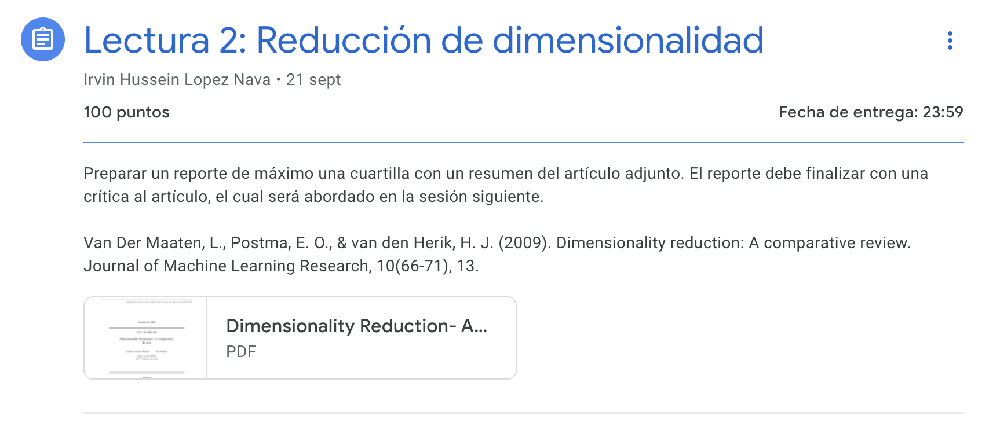 Lectura 2: Reducción de dimensionalidad
Irvin Hussein Lopez Nava • 21 sept
100 puntos
Fecha de entrega: 23:59
Preparar un reporte de máximo una cuartilla con un resumen del artículo adjunto. El reporte debe finalizar con una
crítica al artículo, el cual será abordado en la sesión siguiente.
Van Der Maaten, L., Postma, E. O., & van den Herik, H. J. (2009). Dimensionality reduction: A comparative review.
Journal of Machine Learning Research, 10(66-71), 13.
Dimensionality Reduction- A...
PDF